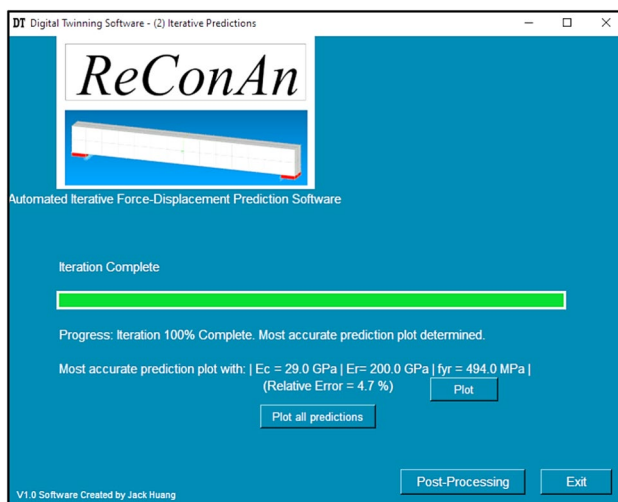 DT Digital Twinning Software - (2) Iterative Predictions
ReConAn
Automated Iterative Force-Displacement Prediction Software
Iteration Complete
Progress: Iteration 100% Complete. Most accurate prediction plot determined.
Most accurate prediction plot with: | Ec = 29.0 GPa | Er= 200.0 GPa | fyr = 494.0 MPa |
(Relative Error = 4.7 %)
Plot
Plot all predictions
Post-Processing
Exit
V1.0 Software Created by Jack Huang